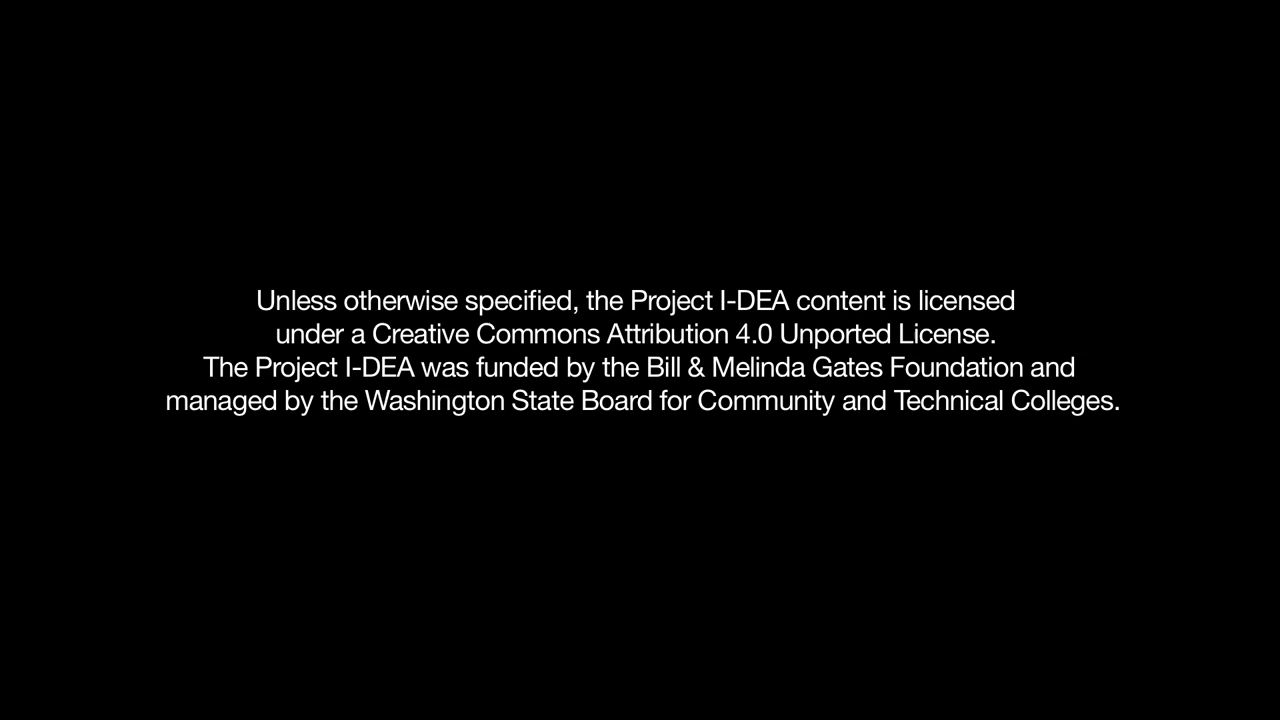 Unless otherwise specified, the Project I-DEA content is licensed
under a Creative Commons Attribution 4.0 Unported License.
The Project I-DEA was funded by the Bill & Melinda Gates Foundation and
managed by the Washington State Board for Community and Technical Colleges.